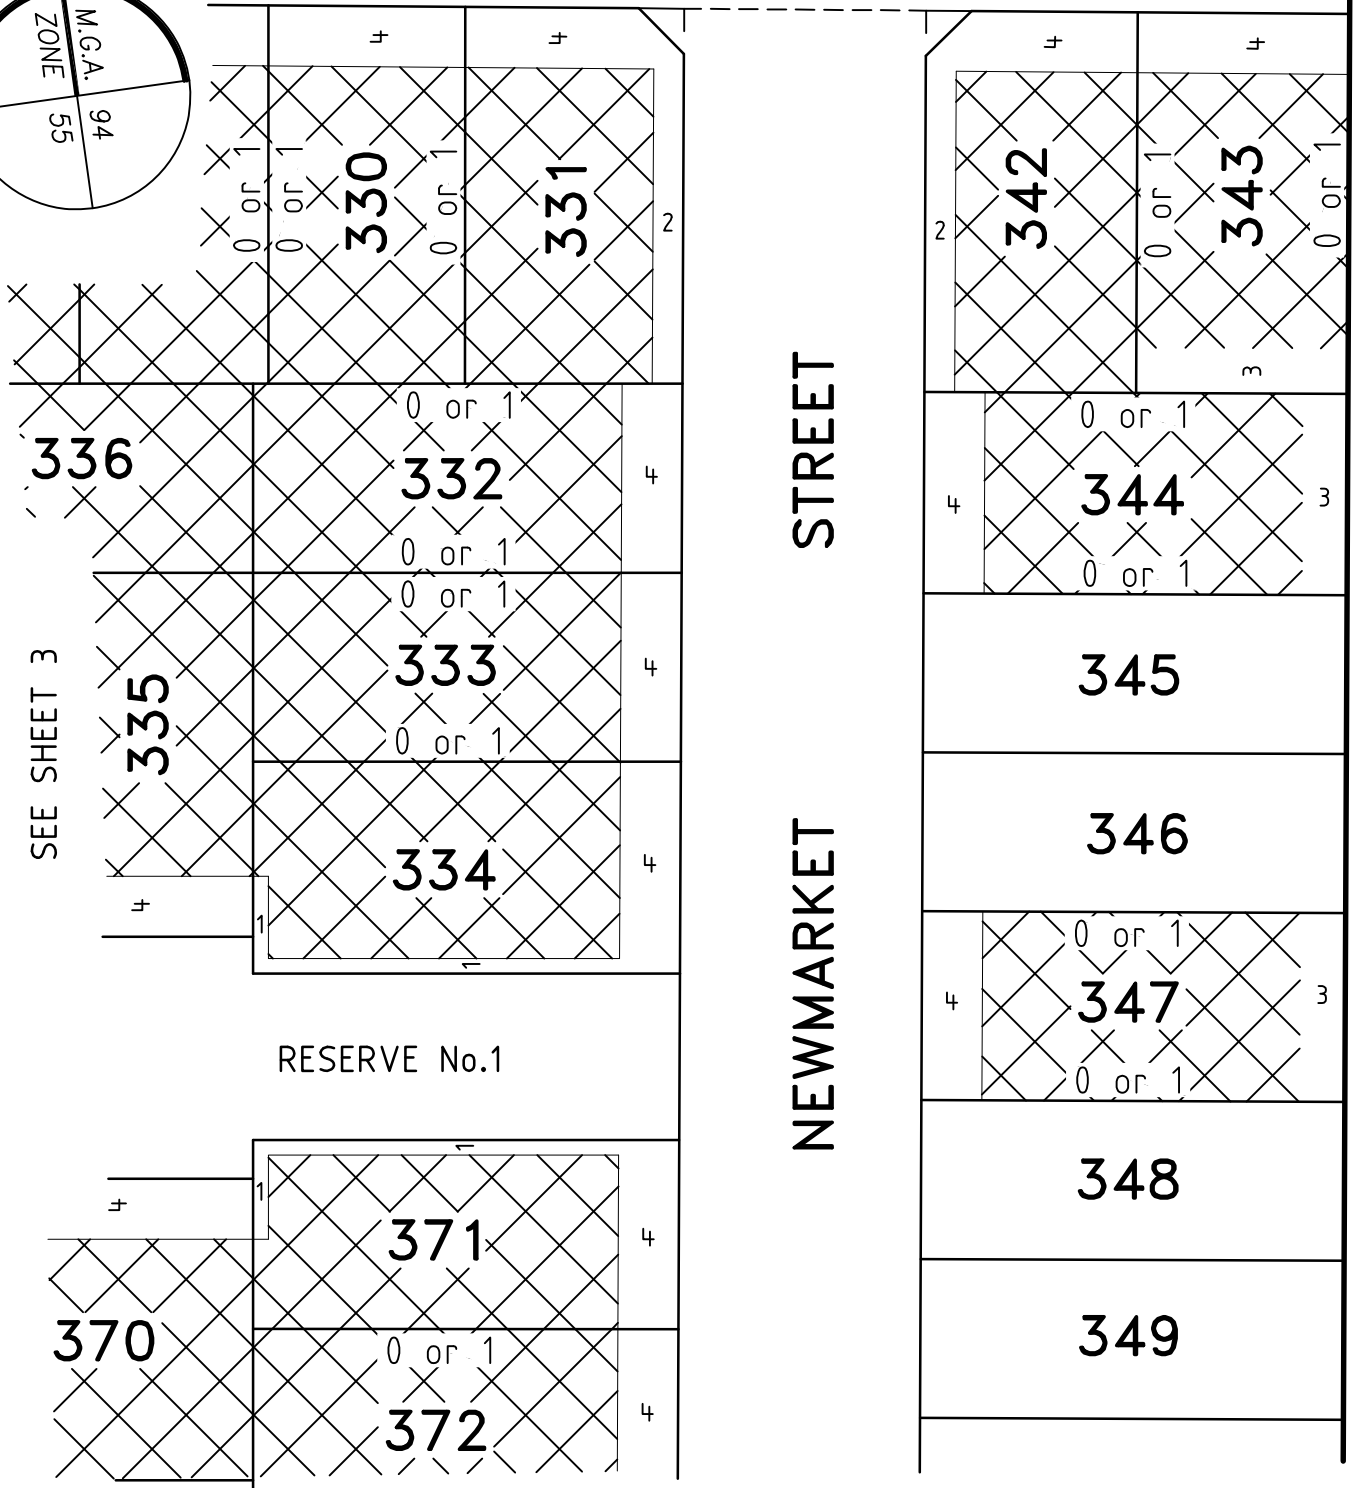 M.G.A. 94
ZONE 55
4
4
4
4
0 or 1
0 or 1
330
0 or 1
331
2
2
342
0 or 1
343
0 or 1
3
336
0 or 1
332
0 or 1
4
4
0 or 1
344
0 or 1
3
STREET
SEE SHEET 3
335
4
0 or 1
333
0 or 1
4
345
334
4
1
1
346
NEWMARKET
4
0 or 1
347
0 or 1
3
RESERVE No.1
4
1
1
371
4
348
370
0 or 1
372
4
349